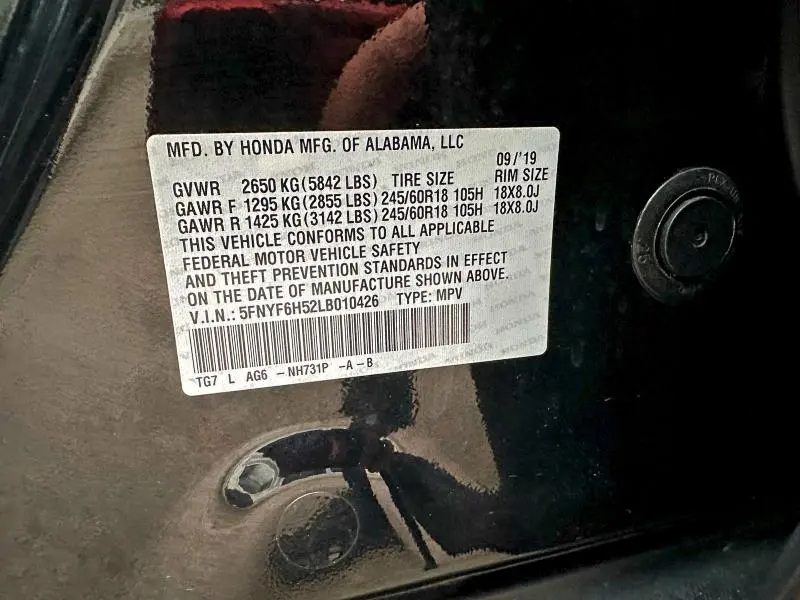 MFD. BY HONDA MFG. OF ALABAMA, LLC
09/'19
GVWR 2650 KG (5842 LBS) TIRE SIZE RIM SIZE
GAWR F 1295 KG (2855 LBS) 245/60R18 105H 18X8.0J
GAWR R 1425 KG (3142 LBS) 245/60R18 105H 18X8.0J
THIS VEHICLE CONFORMS TO ALL APPLICABLE
FEDERAL MOTOR VEHICLE SAFETY
AND THEFT PREVENTION STANDARDS IN EFFECT
ON THE DATE OF MANUFACTURE SHOWN ABOVE.
V.I.N.: 5FNYF6H52LB010426 TYPE: MPV
TG7 L AG6 -NH731P -A-B